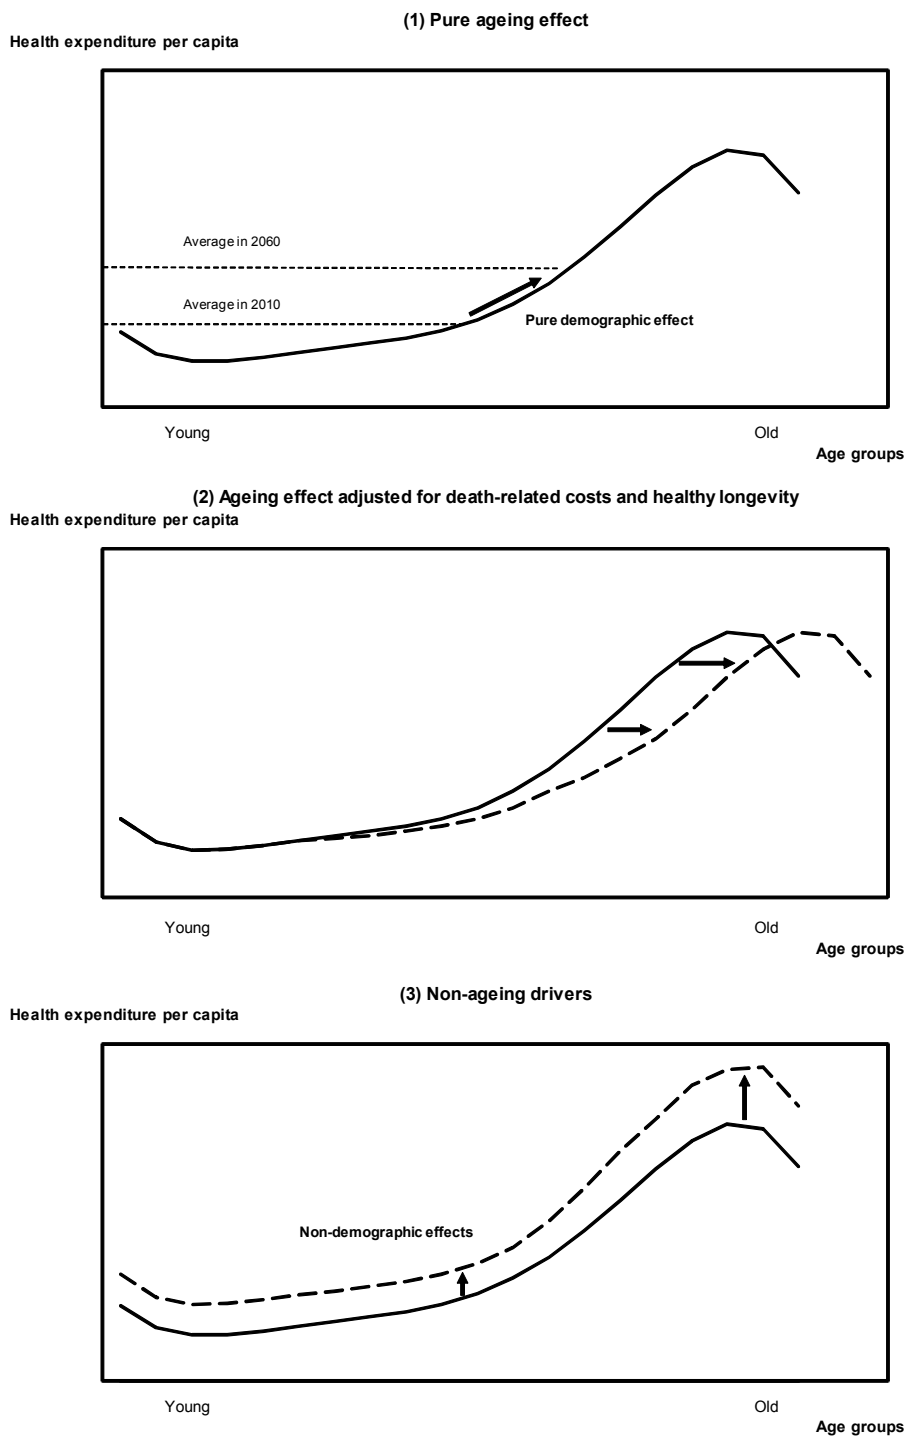 (1) Pure ageing effect
Health expenditure per capita
Average in 2060
Average in 2010
Pure demographic effect
Young
Old
Age groups
(2) Ageing effect adjusted for death-related costs and healthy longevity
Health expenditure per capita
Young
Old
Age groups
(3) Non-ageing drivers
Health expenditure per capita
Non-demographic effects
Young
Old
Age groups